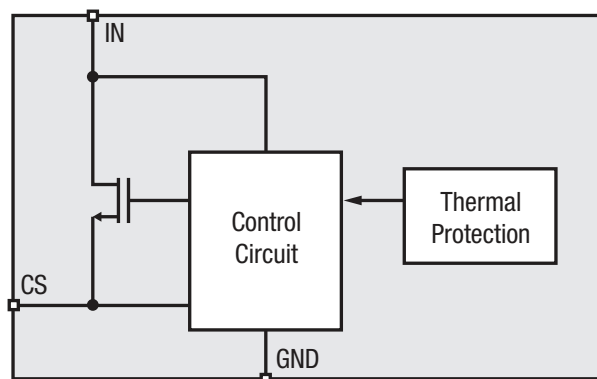 IN
Control
Circuit
Thermal
Protection
CS
GND